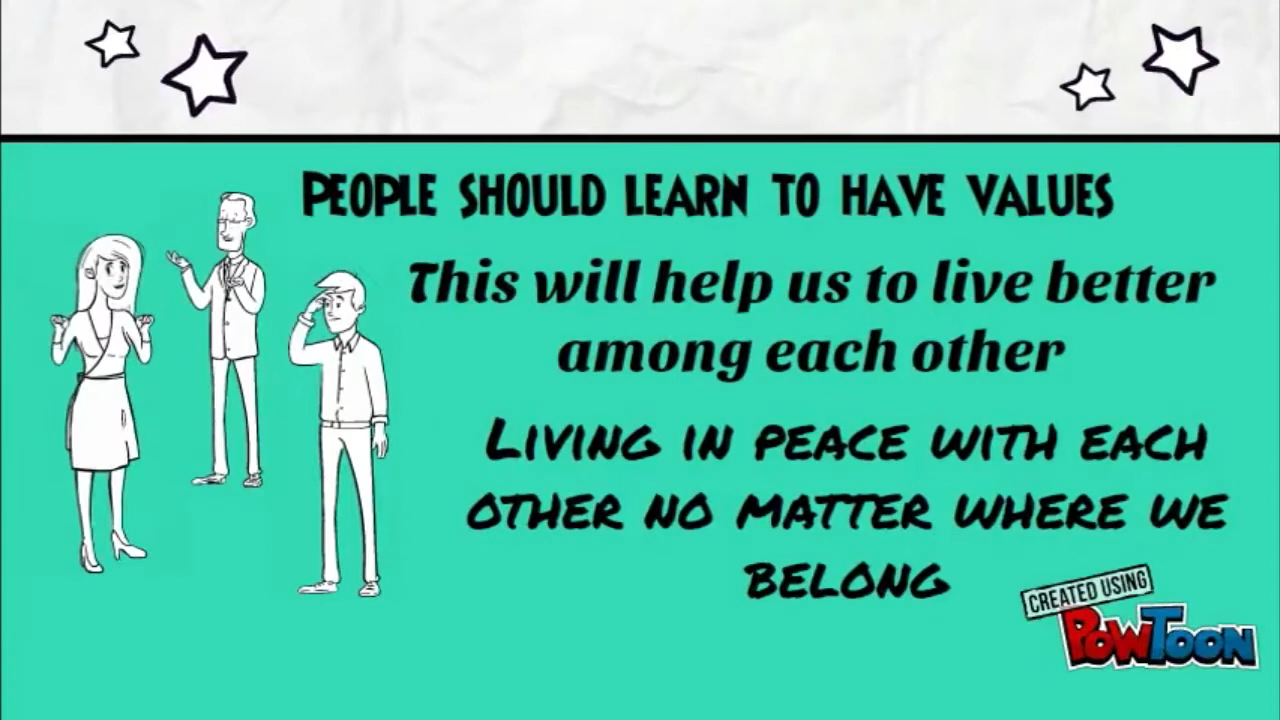 PEOPLE SHOULD LEARN TO HAVE VALUES
This will help us to live better
among each other
LIVING IN PEACE WITH EACH
OTHER NO MATTER WHERE WE
BELONG
CREATED USING
POWTOON